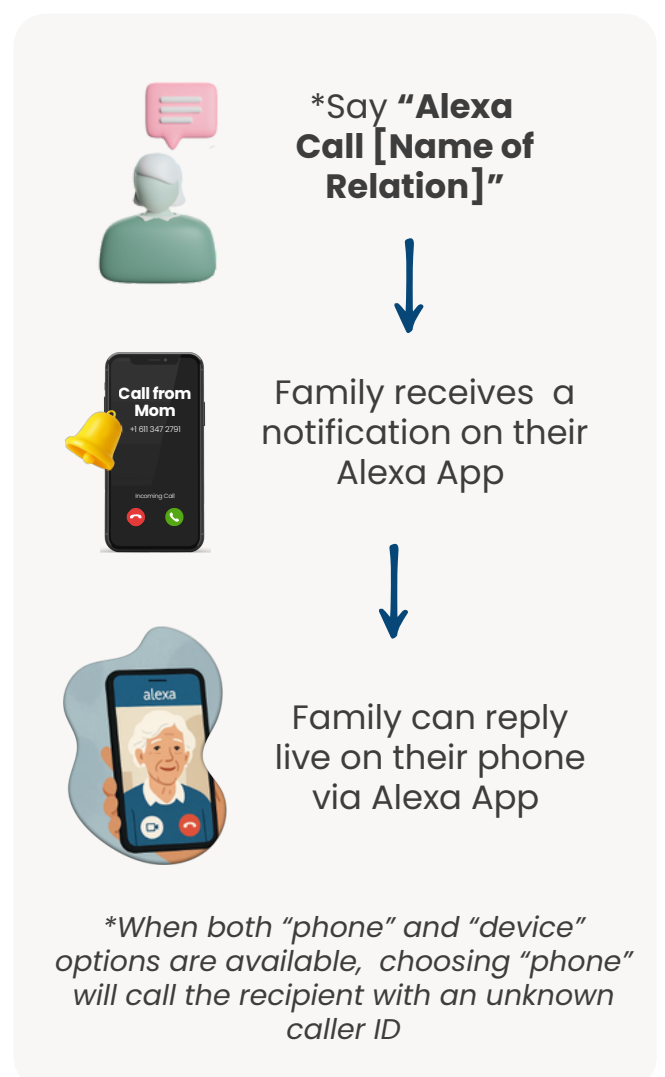 *Say “Alexa
Call [Name of
Relation]”
Call from
Mom
+1 611 347 2791
Incoming Call
Family receives  a
notification on their
Alexa App
alexa
Family can reply
live on their phone
via Alexa App
*When both “phone” and “device”
options are available,  choosing “phone”
will call the recipient with an unknown
caller ID